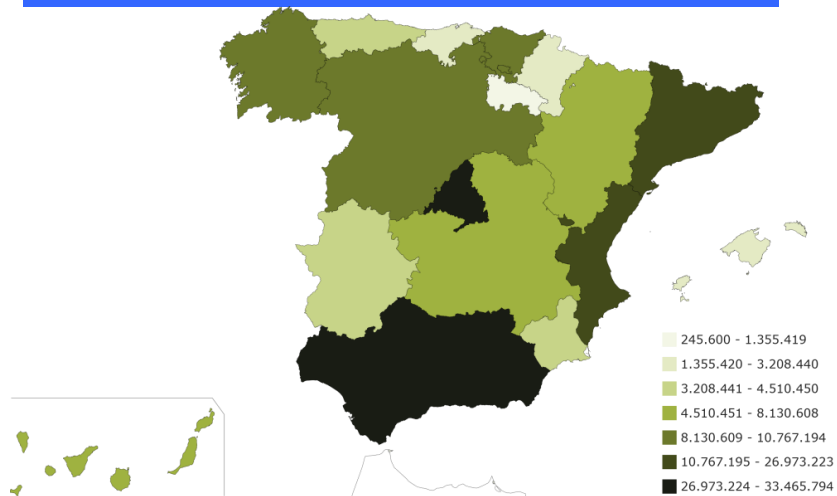 245.600 - 1.355.419
1.355.420 - 3.208.440
3.208.441 - 4.510.450
4.510.451 - 8.130.608
8.130.609 - 10.767.194
10.767.195 - 26.973.223
26.973.224 - 33.465.794